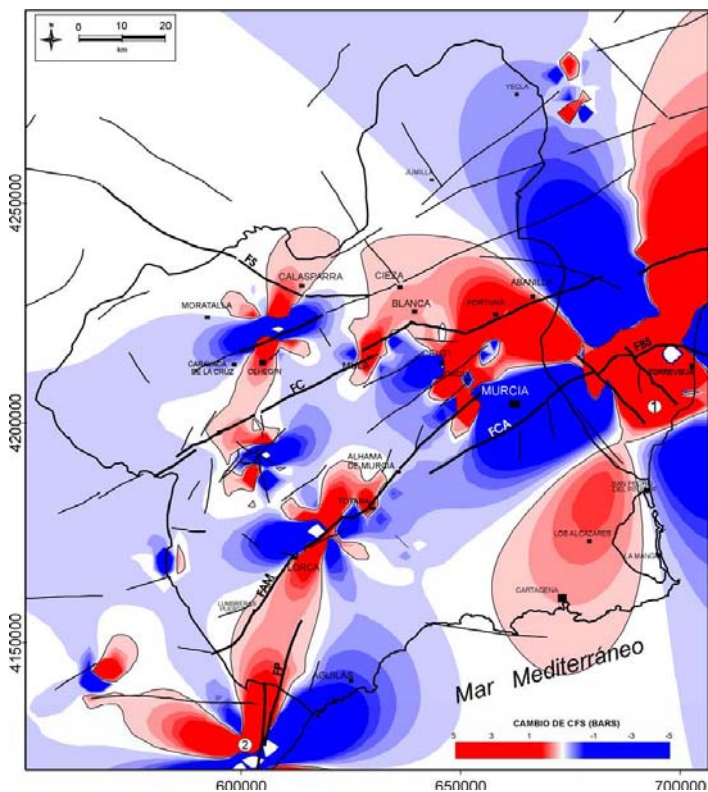 N
0 10 20
km
YECLA
JUMILLA
4250000
FS
CALASPARRA
CIEZA
ABANILLA
MORATALLA
BLANCA
FORTUNA
CARAVACA
DE LA CRUZ
CEHEGIN
MULA
FBS
TORREVIEJA
FC
MURCIA
1
4200000
FCA
ALHAMA
DE MURCIA
TOTANA
SAN PEDRO
LOS ALCAZARES
LA MANGA
LORCA
FAM
CARTAGENA
4150000
FP
AGUILAS
Mar Mediterráneo
CAMBIO DE CFS (BARS)
5 3 1 -1 -3 -5
2
600000 650000 700000